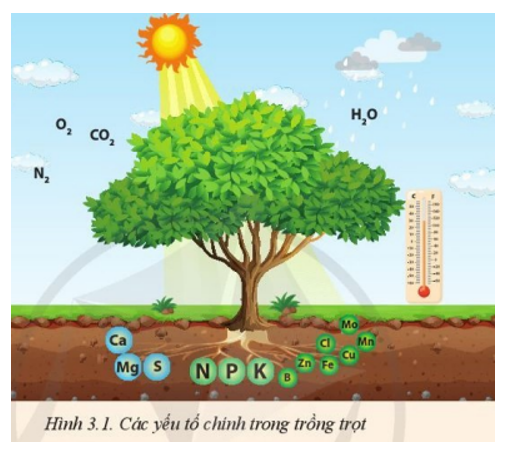 O₂
CO₂
H₂O
N₂
C F
Ca
Mg S
N P K
B Zn Fe Cu
Cl Mn
Mo
Hình 3.1. Các yếu tố chính trong trồng trọt